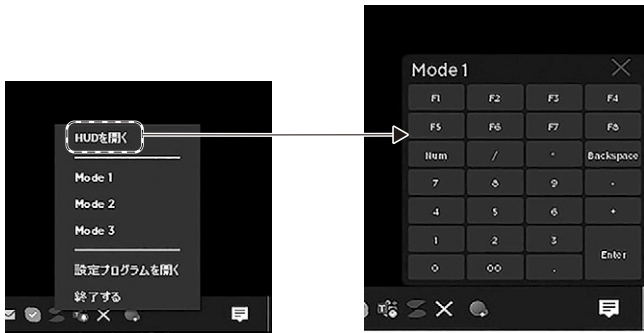 HUDを開く
Mode 1
Mode 2
Mode 3
設定プログラムを開く
終了する
Mode 1
F1 F2 F3 F4
F5 F6 F7 F8
Num / * Backspace
7 8 9 -
4 5 6 +
1 2 3
Enter
0 00 .